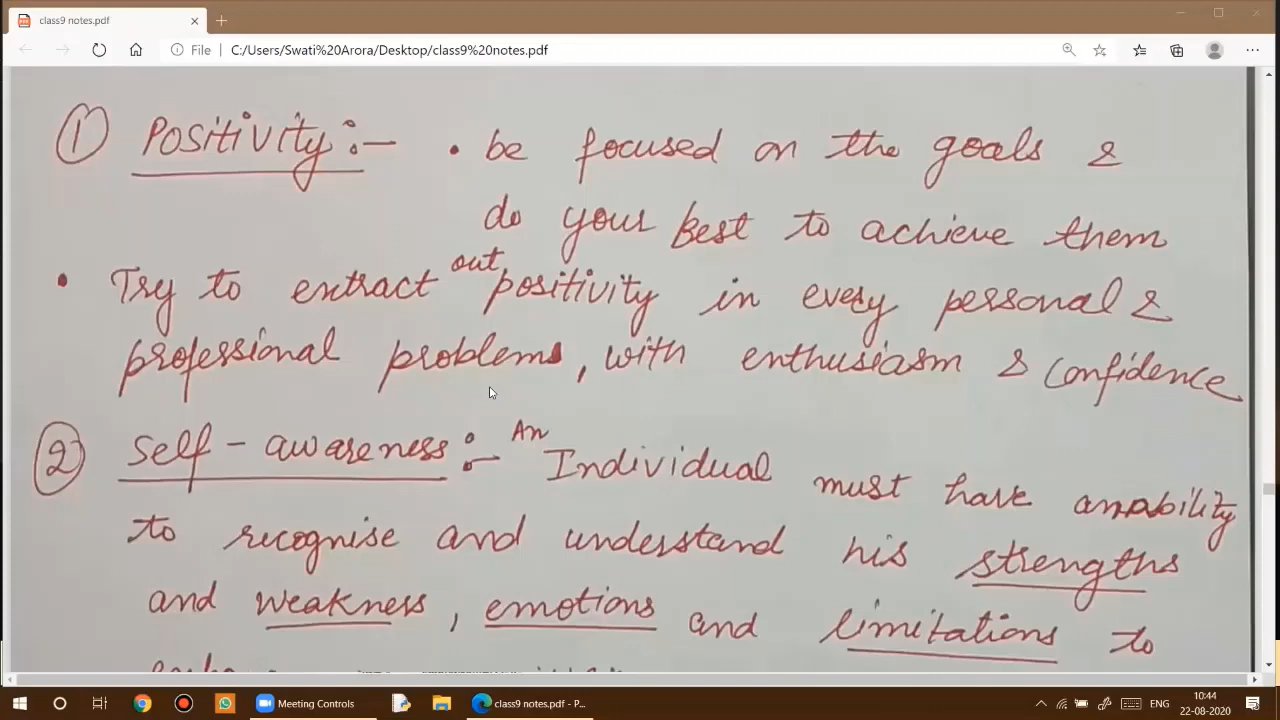 class9 notes.pdf
File | C:/Users/Swati%20Arora/Desktop/class9%20notes.pdf
① Positivity:- • be focused on the goals &
do your best to achieve them
• Try to extract out positivity in every personal &
professional problems, with enthusiasm & confidence
② Self-awareness:- An Individual must have an ability
to recognise and understand his strengths
and weakness, emotions and limitations to
Meeting Controls
class9 notes.pdf - P...
ENG
10:44
22-08-2020